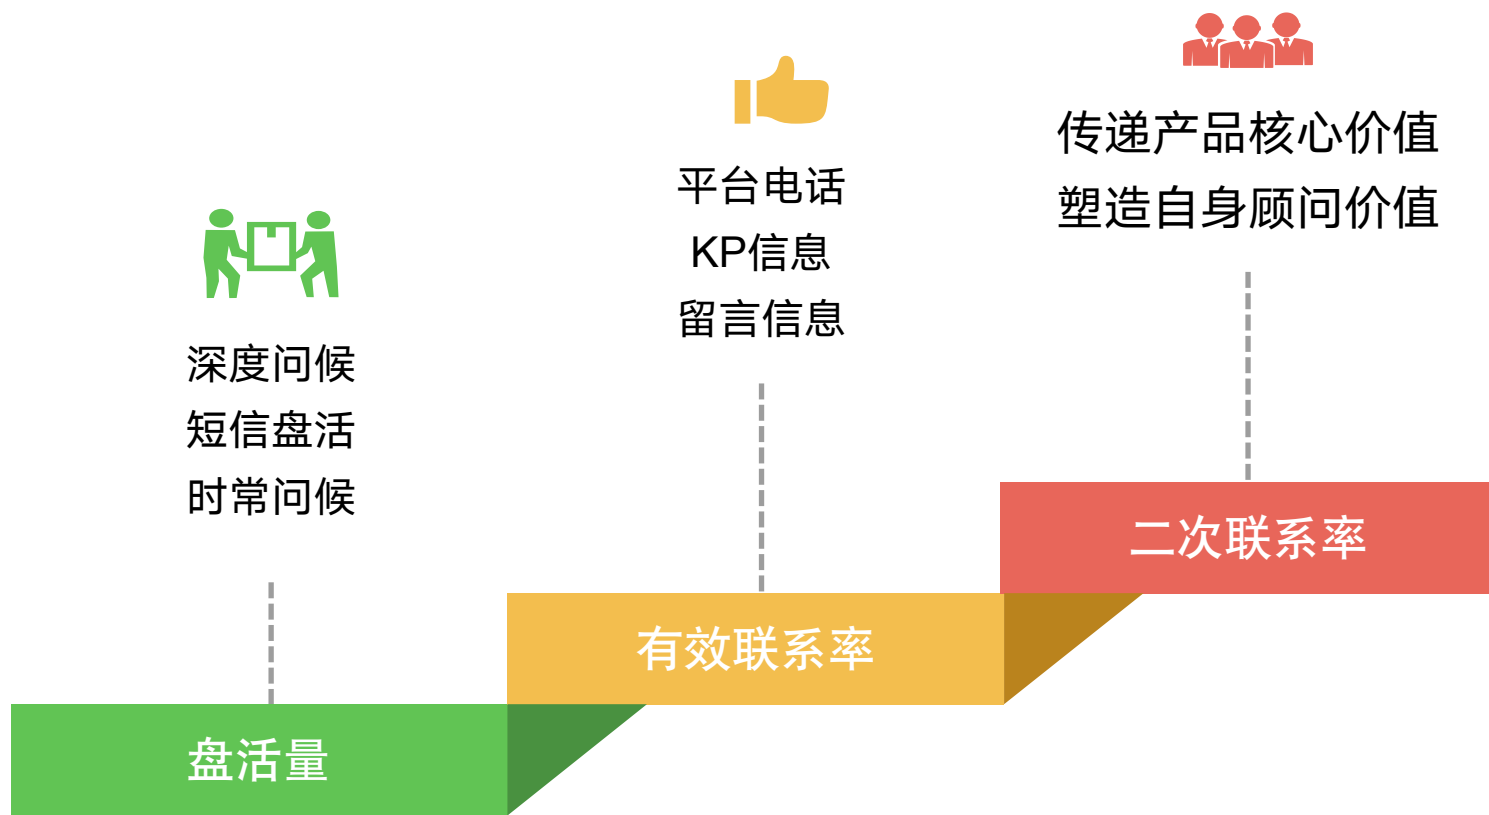 深度问候
短信盘活
时常问候
盘活量
平台电话
KP信息
留言信息
有效联系率
传递产品核心价值
塑造自身顾问价值
二次联系率